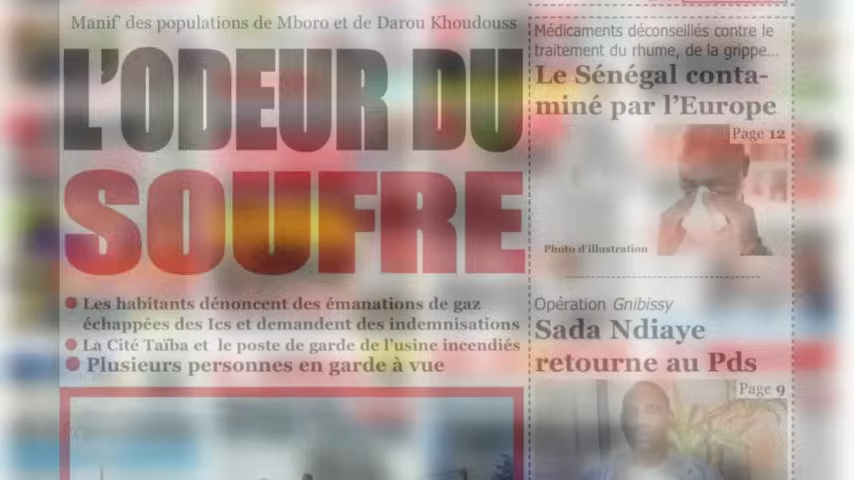 Manif' des populations de Mboro et de Darou Khoudouss
L'ODEUR DU
SOUFRE
Les habitants dénoncent des émanations de gaz
échappées des Ics et demandent des indemnisations
La Cité Taïba et le poste de garde de l'usine incendiés
Plusieurs personnes en garde à vue
Médicaments déconseillés contre le
traitement du rhume, de la grippe...
Le Sénégal conta-
miné par l'Europe
Page 12
Photo d'illustration
Opération Gnibissy
Sada Ndiaye
retourne au Pds
Page 9